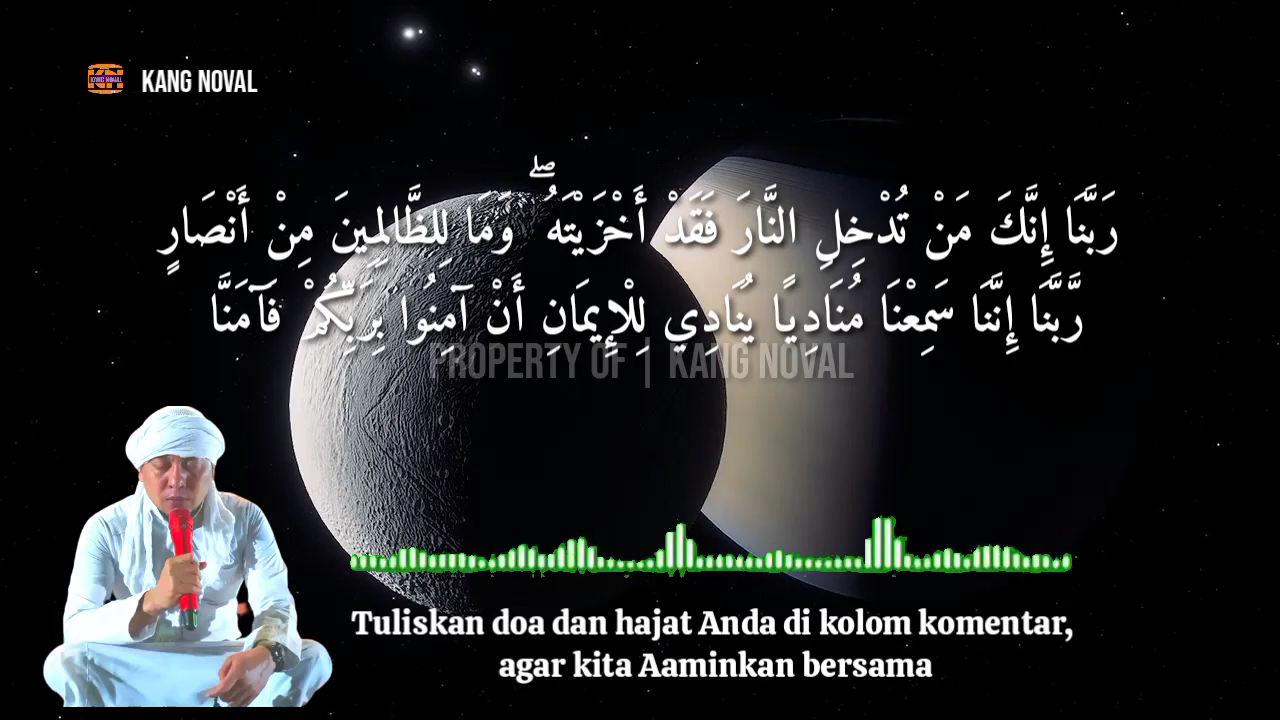 KANG NOVAL
رَبَّنَا إِنَّكَ مَنْ تُدْخِلِ النَّارَ فَقَدْ أَخْزَيْتَهُ ۖ وَمَا لِلظَّالِمِينَ مِنْ أَنْصَارٍ
رَّبَّنَا إِنَّنَا سَمِعْنَا مُنَادِيًا يُنَادِي لِلْإِيمَانِ أَنْ آمِنُوا بِرَبِّكُمْ فَآمَنَّا
PROPERTY OF | KANG NOVAL
Tuliskan doa dan hajat Anda di kolom komentar,
agar kita Aaminkan bersama